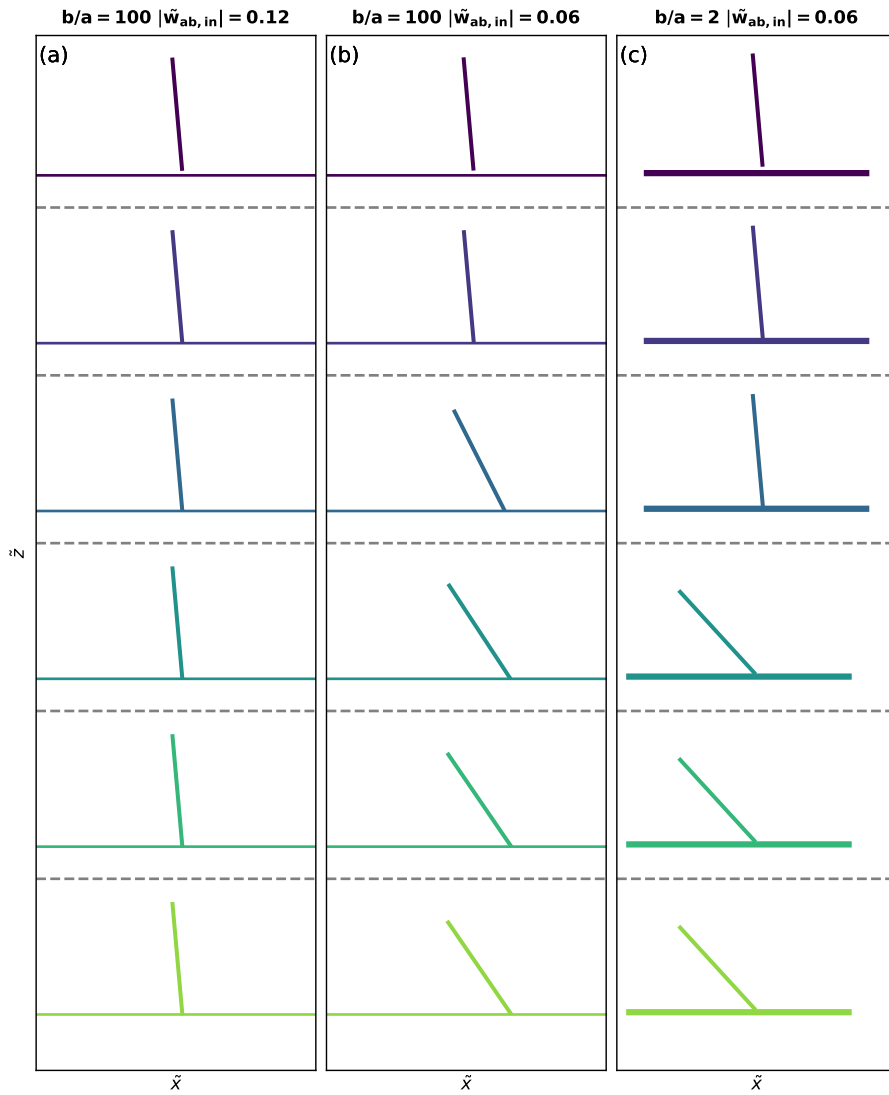 b/a = 100 |w̃ab, in| = 0.12
b/a = 100 |w̃ab, in| = 0.06
b/a = 2 |w̃ab, in| = 0.06
(a)
(b)
(c)
z̃
x̃
x̃
x̃